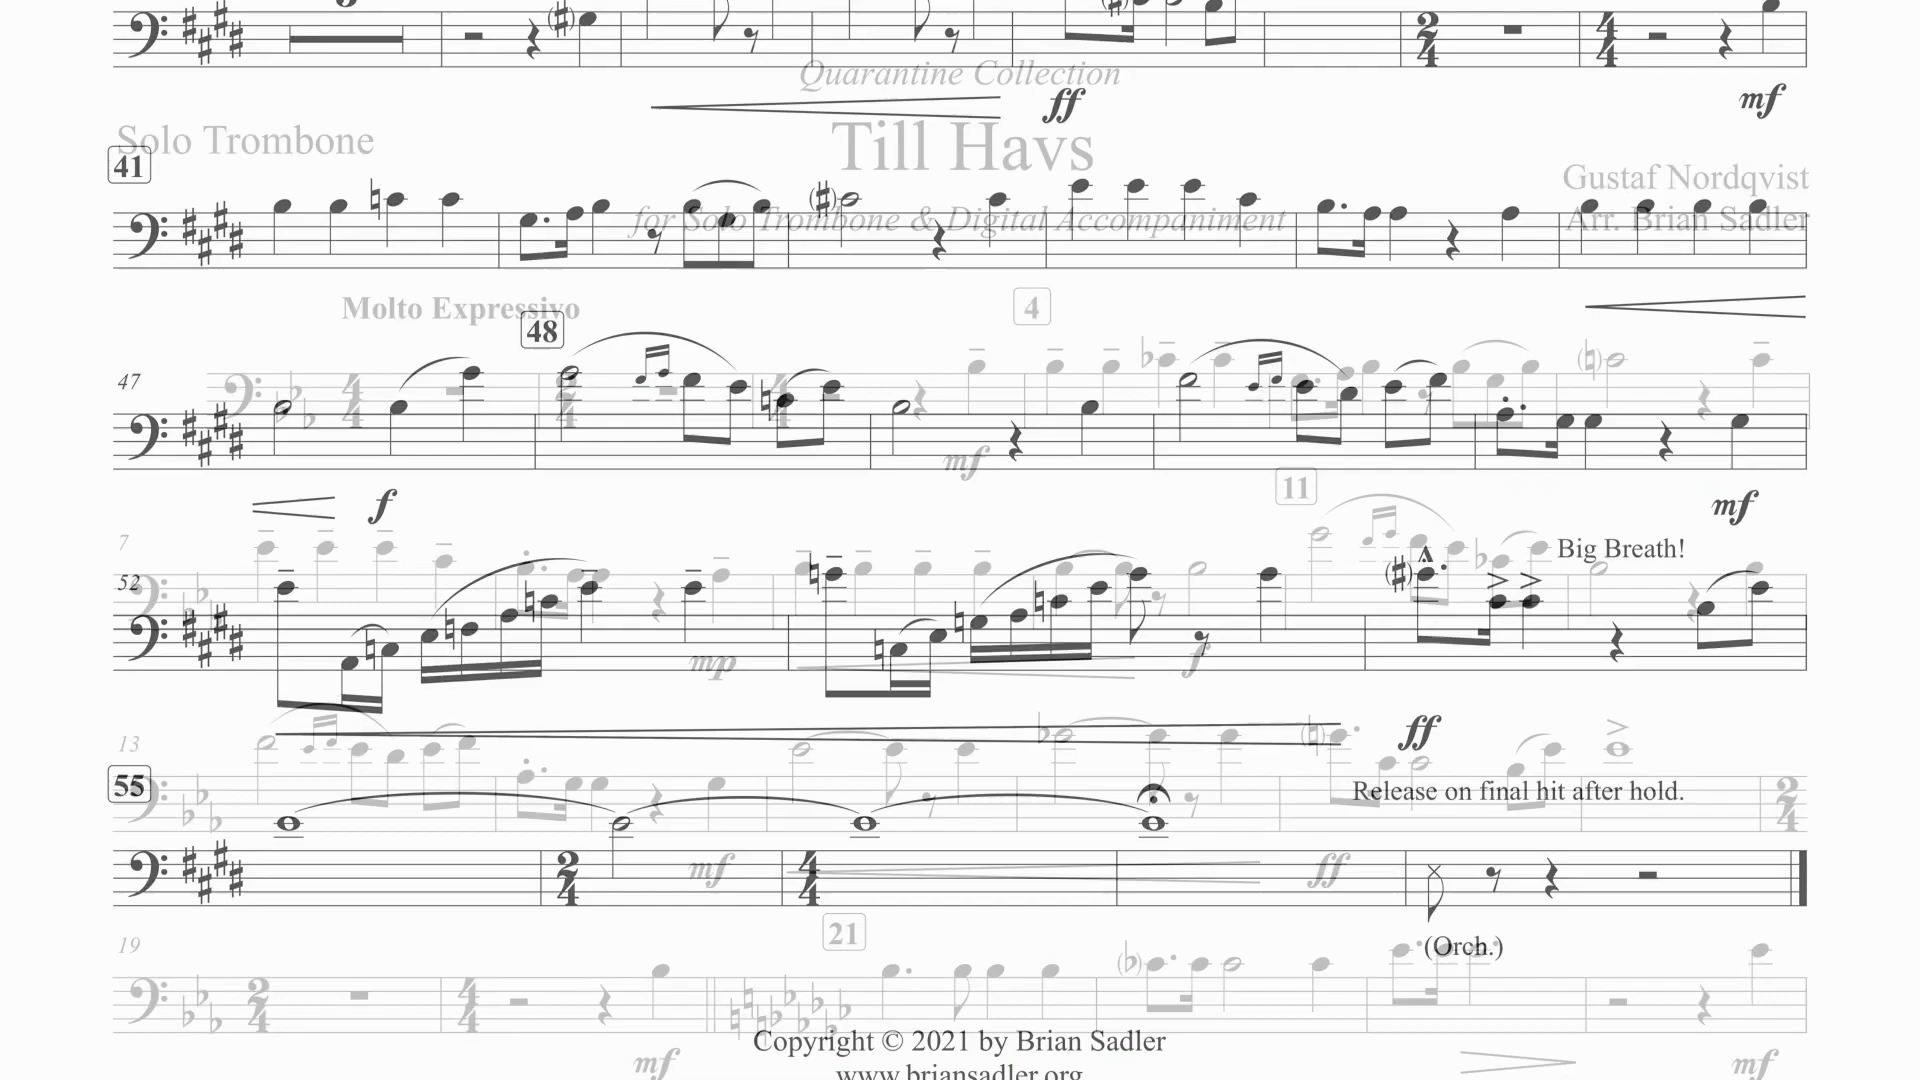 Quarantine Collection
ff
mf
Solo Trombone
Till Havs
41
Gustaf Nordqvist
for Solo Trombone & Digital Accompaniment
Arr. Brian Sadler
Molto Expressivo
4
48
47
mf
11
f
mf
7
Big Breath!
52
mp
f
13
ff
55
Release on final hit after hold.
mf
ff
19
21
(Orch.)
Copyright © 2021 by Brian Sadler
mf
mf
www.briansadler.org